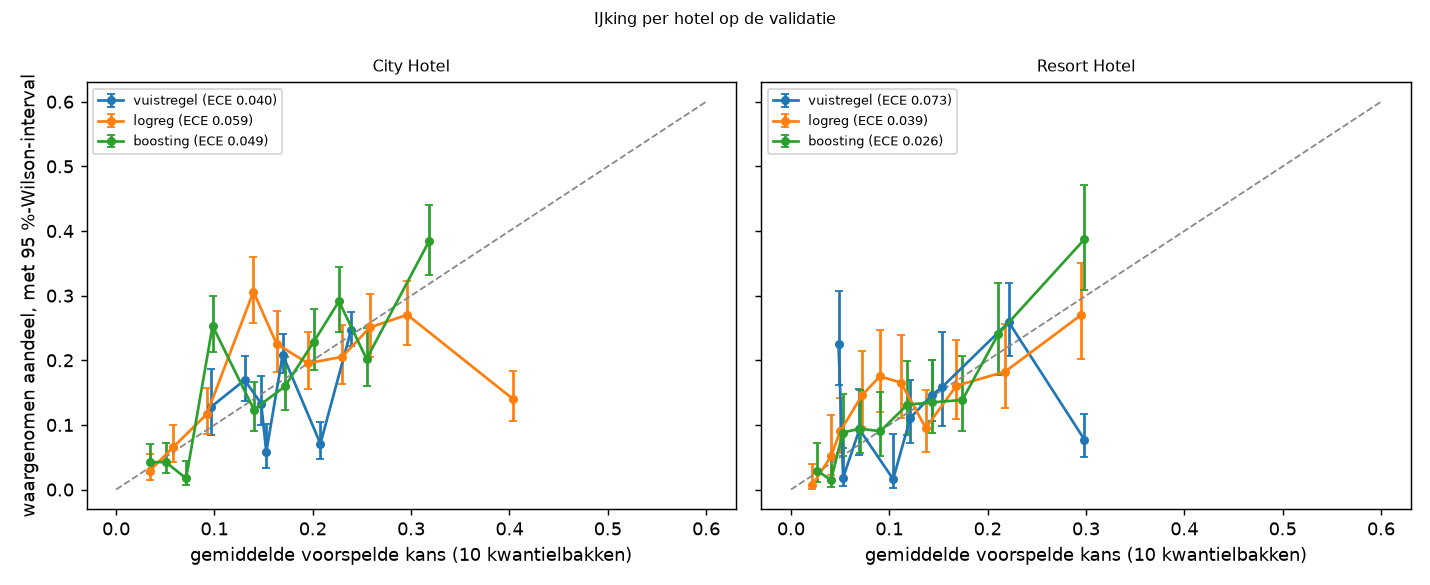 IJking per hotel op de validatie
City Hotel
vuistregel (ECE 0.040)
logreg (ECE 0.059)
boosting (ECE 0.049)
waargenomen aandeel, met 95 %-Wilson-interval
0.6
0.5
0.4
0.3
0.2
0.1
0.0
0.0 0.1 0.2 0.3 0.4 0.5 0.6
gemiddelde voorspelde kans (10 kwantielbakken)
Resort Hotel
vuistregel (ECE 0.073)
logreg (ECE 0.039)
boosting (ECE 0.026)
0.0 0.1 0.2 0.3 0.4 0.5 0.6
gemiddelde voorspelde kans (10 kwantielbakken)